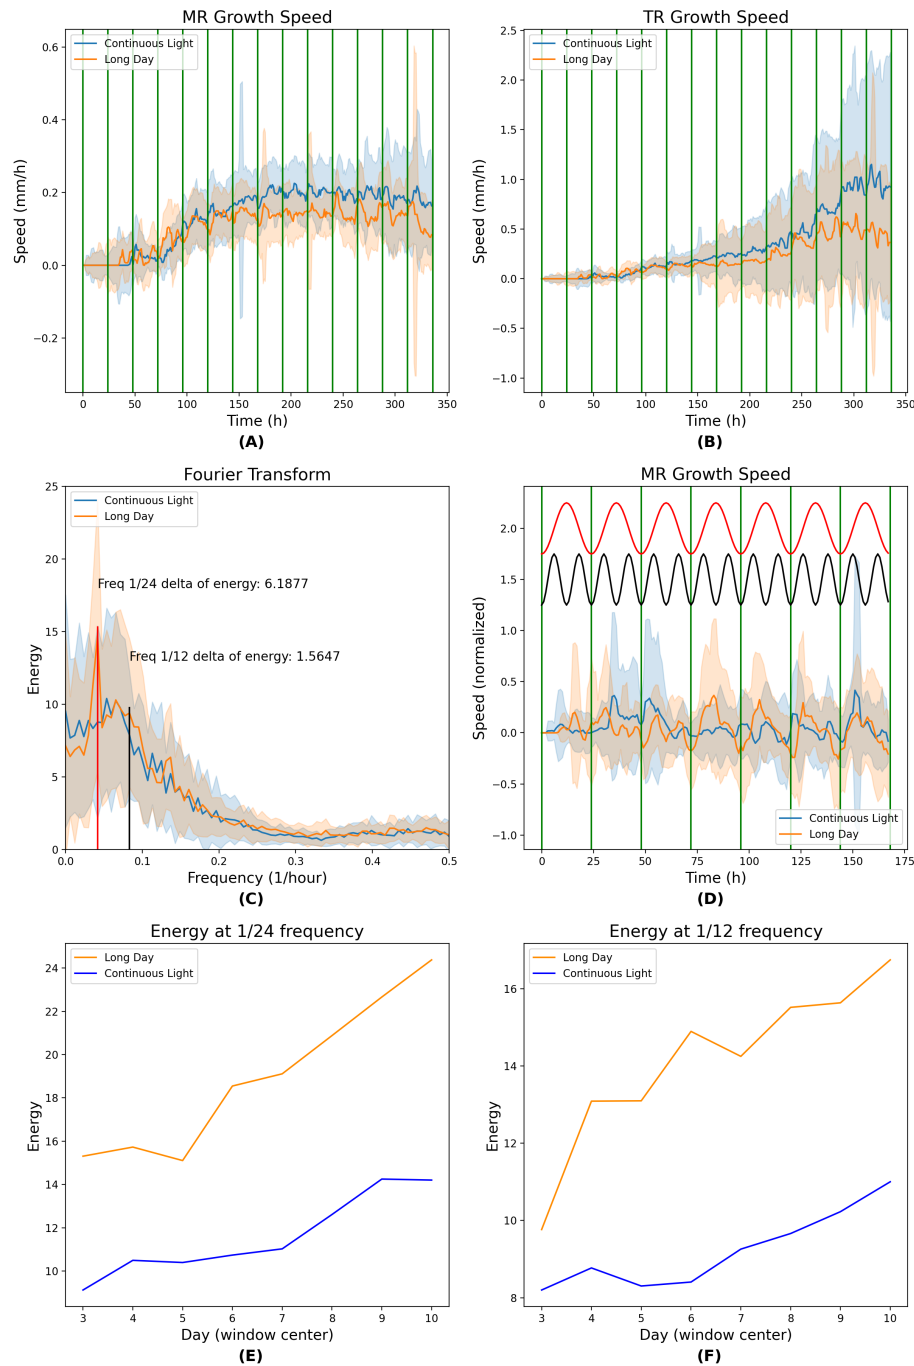 MR Growth Speed
Continuous Light
Long Day
Speed (mm/h)
0.6
0.4
0.2
0.0
−0.2
0 50 100 150 200 250 300 350
Time (h)
(A)
TR Growth Speed
Continuous Light
Long Day
Speed (mm/h)
2.5
2.0
1.5
1.0
0.5
0.0
−0.5
−1.0
0 50 100 150 200 250 300 350
Time (h)
(B)
Fourier Transform
Continuous Light
Long Day
Freq 1/24 delta of energy: 6.1877
Freq 1/12 delta of energy: 1.5647
Energy
25
20
15
10
5
0
0.0 0.1 0.2 0.3 0.4 0.5
Frequency (1/hour)
(C)
MR Growth Speed
Speed (normalized)
2.0
1.5
1.0
0.5
0.0
−0.5
−1.0
Continuous Light
Long Day
0 25 50 75 100 125 150 175
Time (h)
(D)
Energy at 1/24 frequency
Long Day
Continuous Light
Energy
24
22
20
18
16
14
12
10
3 4 5 6 7 8 9 10
Day (window center)
(E)
Energy at 1/12 frequency
Long Day
Continuous Light
Energy
16
14
12
10
8
3 4 5 6 7 8 9 10
Day (window center)
(F)